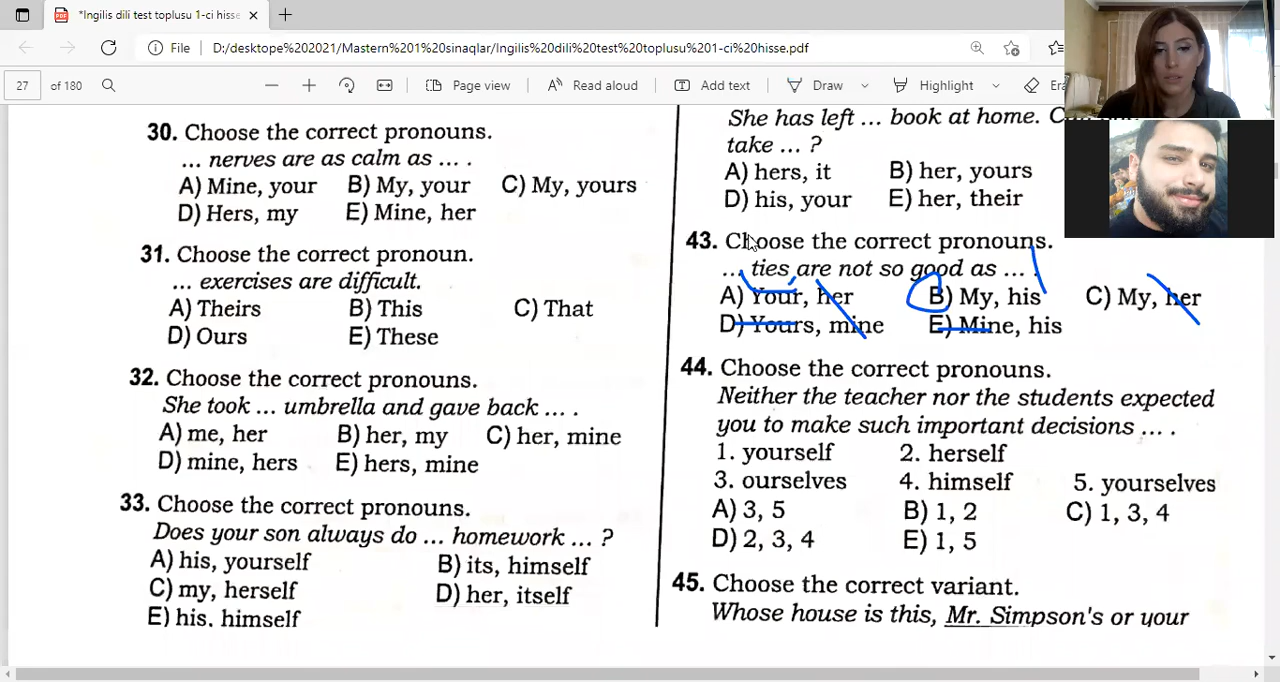 *Ingilis dili test toplusu 1-ci hisse
File D:/desktope%202021/Mastern%201%20sinaqlar/Ingilis%20dili%20test%20toplusu%201-ci%20hisse.pdf
27 of 180 Page view Read aloud Add text Draw Highlight Era
30. Choose the correct pronouns.
... nerves are as calm as ... .
A) Mine, your B) My, your C) My, yours
D) Hers, my E) Mine, her
31. Choose the correct pronoun.
... exercises are difficult.
A) Theirs B) This C) That
D) Ours E) These
32. Choose the correct pronouns.
She took ... umbrella and gave back ... .
A) me, her B) her, my C) her, mine
D) mine, hers E) hers, mine
33. Choose the correct pronouns.
Does your son always do ... homework ... ?
A) his, yourself B) its, himself
C) my, herself D) her, itself
E) his, himself
She has left ... book at home.
take ... ?
A) hers, it B) her, yours
D) his, your E) her, their
43. Choose the correct pronouns.
... ties are not so good as ... .
A) Your, her B) My, his C) My, her
D) Yours, mine E) Mine, his
44. Choose the correct pronouns.
Neither the teacher nor the students expected
you to make such important decisions ... .
1. yourself 2. herself
3. ourselves 4. himself 5. yourselves
A) 3, 5 B) 1, 2 C) 1, 3, 4
D) 2, 3, 4 E) 1, 5
45. Choose the correct variant.
Whose house is this, Mr. Simpson's or your